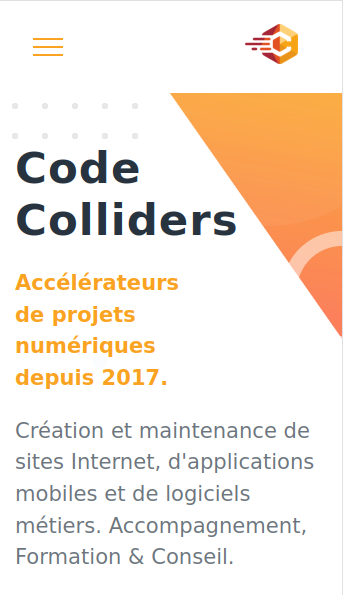 Code
Colliders
Accélérateurs
de projets
numériques
depuis 2017.
Création et maintenance de
sites Internet, d'applications
mobiles et de logiciels
métiers. Accompagnement,
Formation & Conseil.